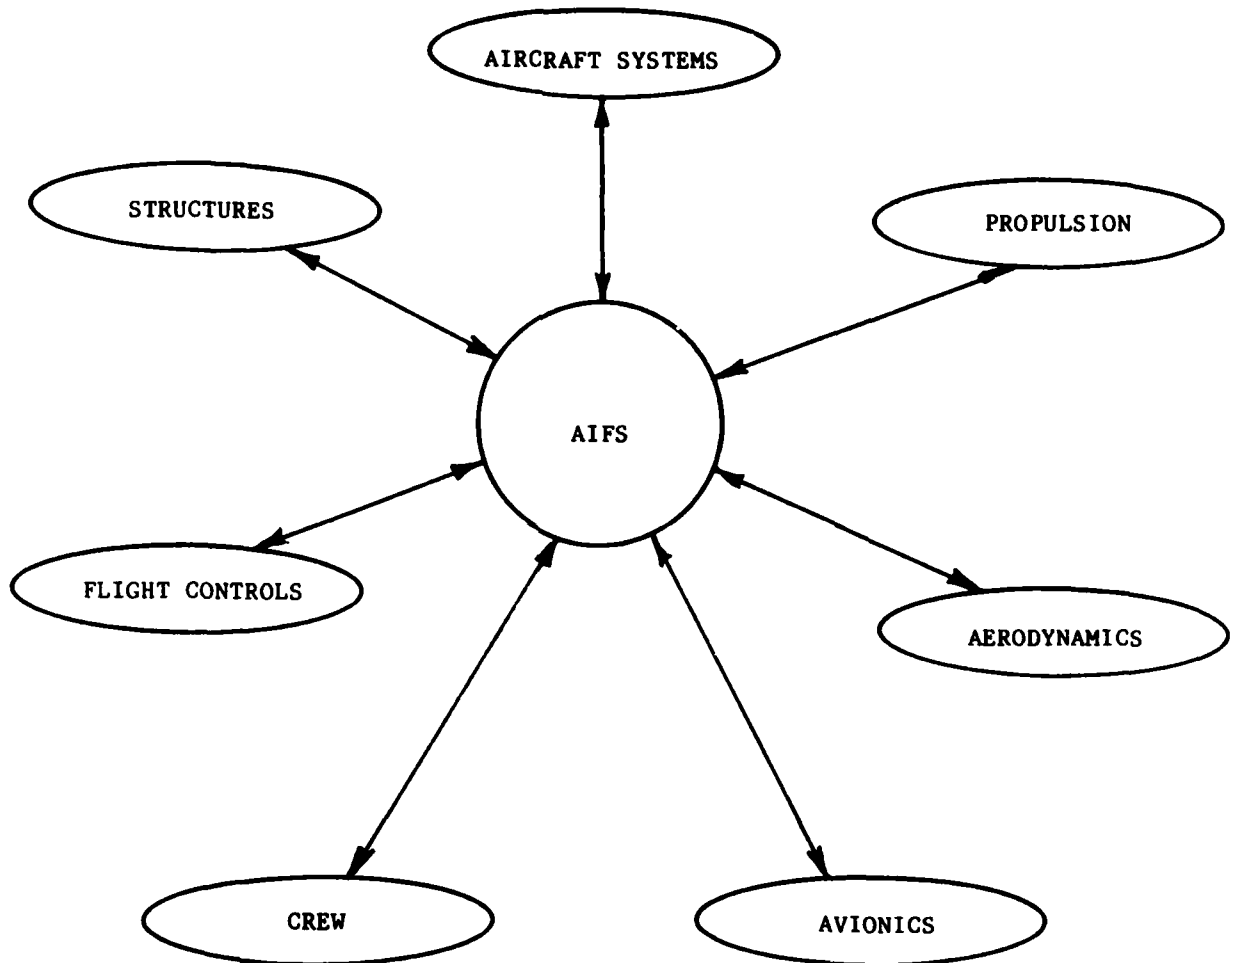 AIRCRAFT SYSTEMS
STRUCTURES
PROPULSION
AIFS
FLIGHT CONTROLS
AERODYNAMICS
CREW
AVIONICS